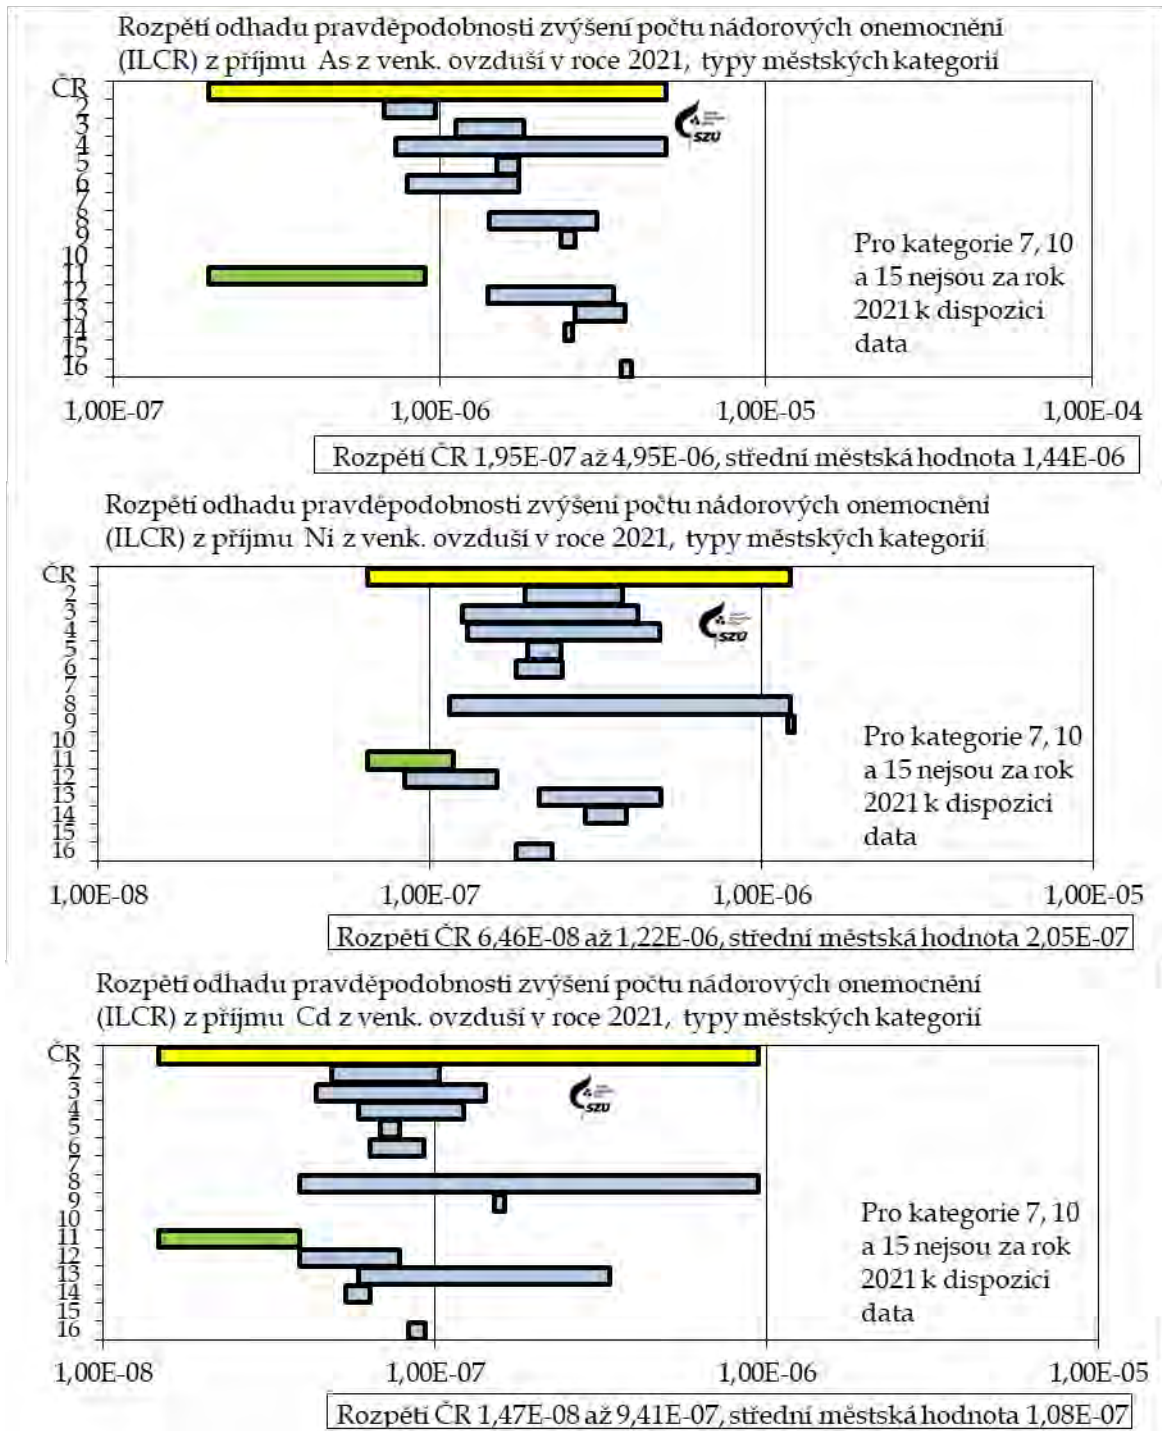 Rozpětí odhadu pravděpodobnosti zvýšení počtu nádorových onemocnění
(ILCR) z příjmu As z venk. ovzduší v roce 2021, typy městských kategorií
ČR
2
3
SZÚ
4
5
6
7
8
9
10
11
12
13
14
15
16
Pro kategorie 7, 10
a 15 nejsou za rok
2021 k dispozici
data
1,00E-07 1,00E-06 1,00E-05 1,00E-04
Rozpětí ČR 1,95E-07 až 4,95E-06, střední městská hodnota 1,44E-06
Rozpětí odhadu pravděpodobnosti zvýšení počtu nádorových onemocnění
(ILCR) z příjmu Ni z venk. ovzduší v roce 2021, typy městských kategorií
ČR
2
3
4
SZÚ
5
6
7
8
9
10
11
12
13
14
15
16
Pro kategorie 7, 10
a 15 nejsou za rok
2021 k dispozici
data
1,00E-08 1,00E-07 1,00E-06 1,00E-05
Rozpětí ČR 6,46E-08 až 1,22E-06, střední městská hodnota 2,05E-07
Rozpětí odhadu pravděpodobnosti zvýšení počtu nádorových onemocnění
(ILCR) z příjmu Cd z venk. ovzduší v roce 2021, typy městských kategorií
ČR
2
3
4
SZÚ
5
6
7
8
9
10
11
12
13
14
15
16
Pro kategorie 7, 10
a 15 nejsou za rok
2021 k dispozici
data
1,00E-08 1,00E-07 1,00E-06 1,00E-05
Rozpětí ČR 1,47E-08 až 9,41E-07, střední městská hodnota 1,08E-07